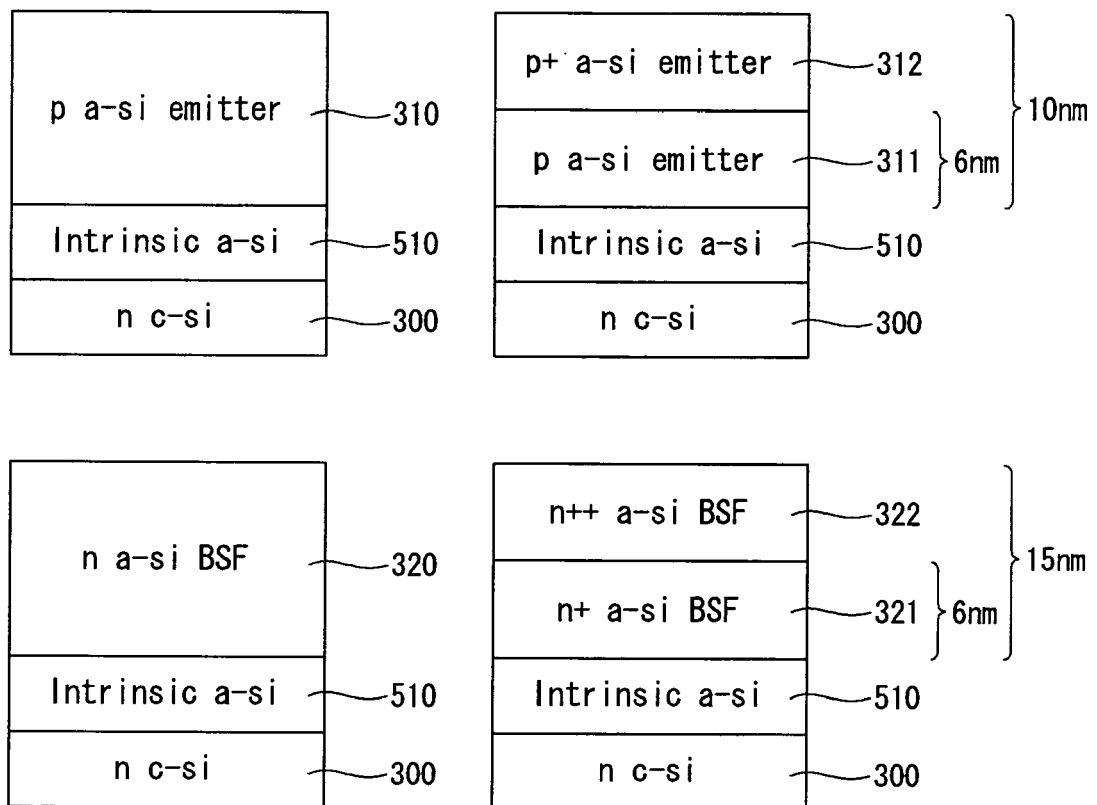 p a-si emitter
310
Intrinsic a-si
510
n c-si
300
p+ a-si emitter
312
p a-si emitter
311
6nm
10nm
Intrinsic a-si
510
n c-si
300
n a-si BSF
320
Intrinsic a-si
510
n c-si
300
n++ a-si BSF
322
n+ a-si BSF
321
6nm
15nm
Intrinsic a-si
510
n c-si
300